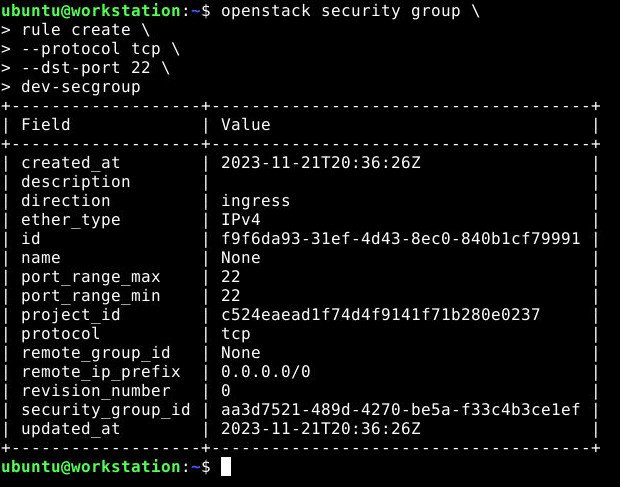 ubuntu@workstation:~$ openstack security group \
> rule create \
> --protocol tcp \
> --dst-port 22 \
> dev-secgroup
+-------------------+--------------------------------------+
| Field             | Value                                |
+-------------------+--------------------------------------+
| created_at        | 2023-11-21T20:36:26Z                 |
| description       |                                      |
| direction         | ingress                              |
| ether_type        | IPv4                                 |
| id                | f9f6da93-31ef-4d43-8ec0-840b1cf79991 |
| name              | None                                 |
| port_range_max    | 22                                   |
| port_range_min    | 22                                   |
| project_id        | c524eaead1f74d4f9141f71b280e0237     |
| protocol          | tcp                                  |
| remote_group_id   | None                                 |
| remote_ip_prefix  | 0.0.0.0/0                            |
| revision_number   | 0                                    |
| security_group_id | aa3d7521-489d-4270-be5a-f33c4b3ce1ef |
| updated_at        | 2023-11-21T20:36:26Z                 |
+-------------------+--------------------------------------+
ubuntu@workstation:~$